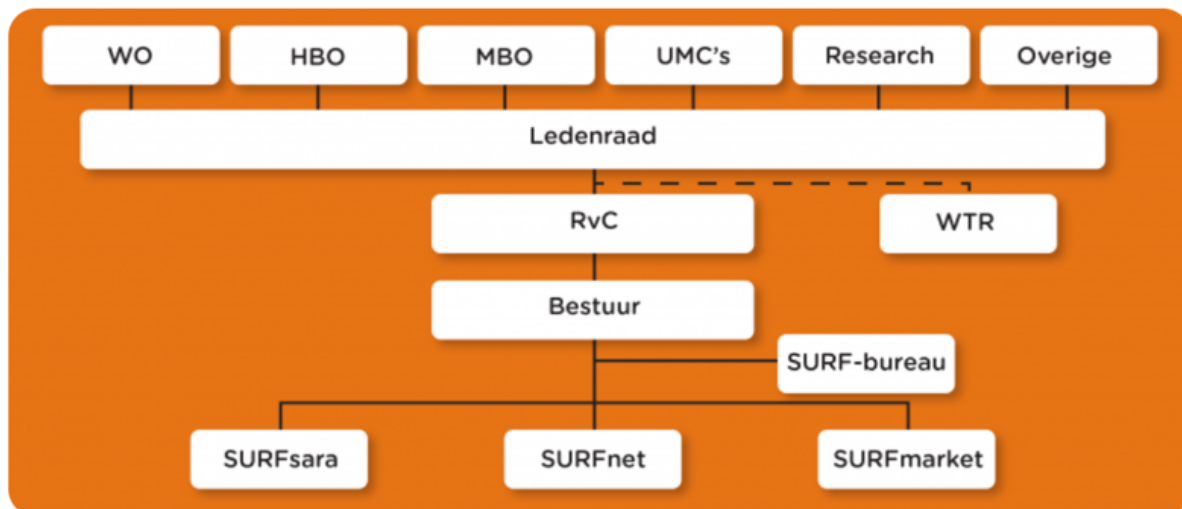 WO
HBO
MBO
UMC's
Research
Overige
Ledenraad
RvC
WTR
Bestuur
SURF-bureau
SURFsara
SURFnet
SURFmarket